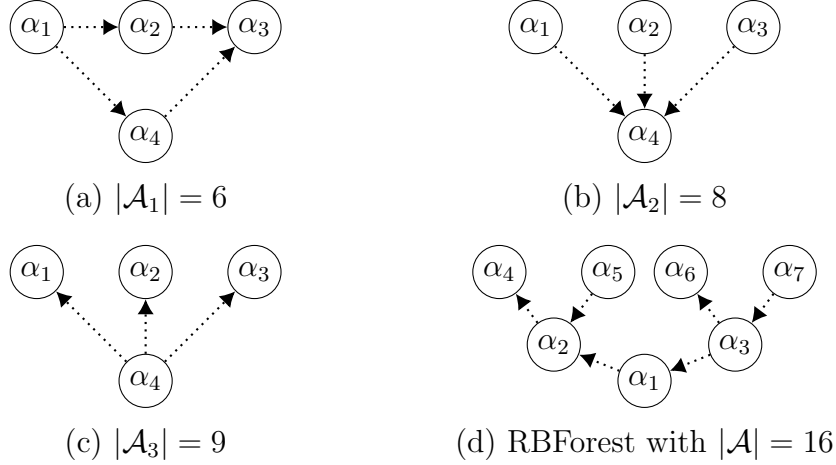 α₁ α₂ α₃ α₁ α₂ α₃
α₄ α₄
(a) |𝒜₁| = 6 (b) |𝒜₂| = 8
α₁ α₂ α₃ α₄ α₅ α₆ α₇
α₂ α₃
α₄ α₁
(c) |𝒜₃| = 9 (d) RBForest with |𝒜| = 16